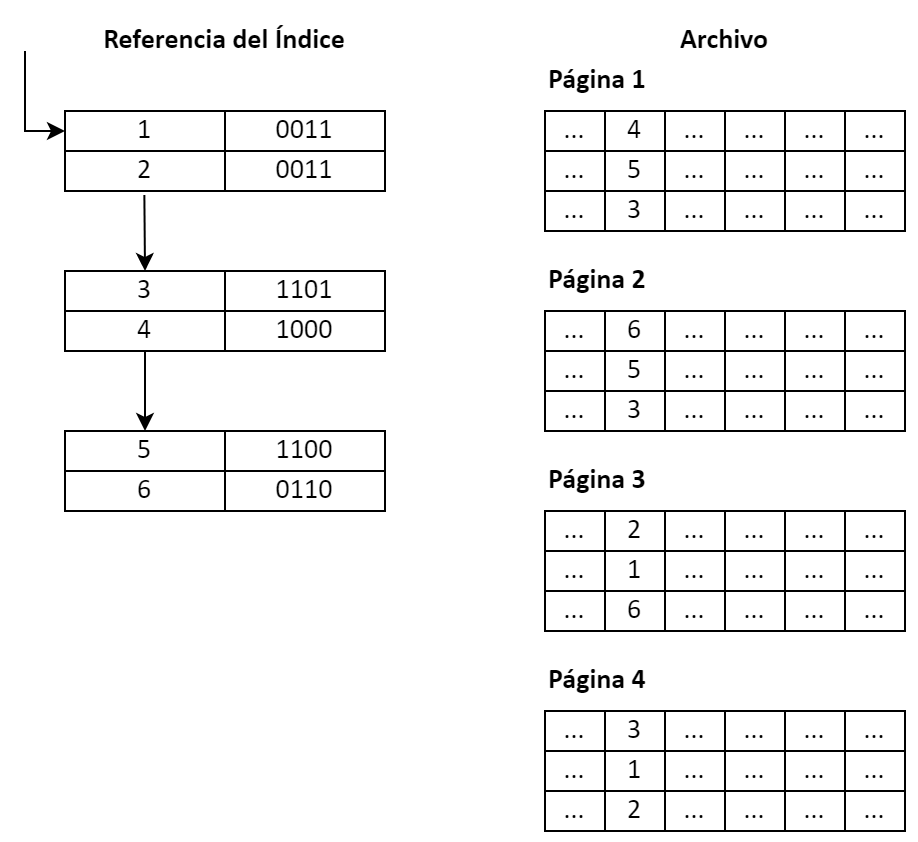 Referencia del Índice
1 0011
2 0011
3 1101
4 1000
5 1100
6 0110
Archivo
Página 1
... 4 ... ... ... ...
... 5 ... ... ... ...
... 3 ... ... ... ...
Página 2
... 6 ... ... ... ...
... 5 ... ... ... ...
... 3 ... ... ... ...
Página 3
... 2 ... ... ... ...
... 1 ... ... ... ...
... 6 ... ... ... ...
Página 4
... 3 ... ... ... ...
... 1 ... ... ... ...
... 2 ... ... ... ...